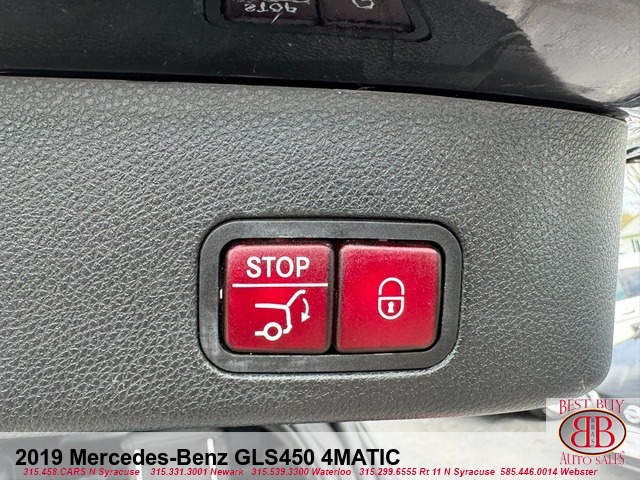 STOP
BEST BUY
BB
AUTO SALES
2019 Mercedes-Benz GLS450 4MATIC
315.458.CARS N Syracuse 315.331.3001 Newark 315.539.3300 Waterloo 315.299.6555 Rt 11 N Syracuse 585.446.0014 Webster